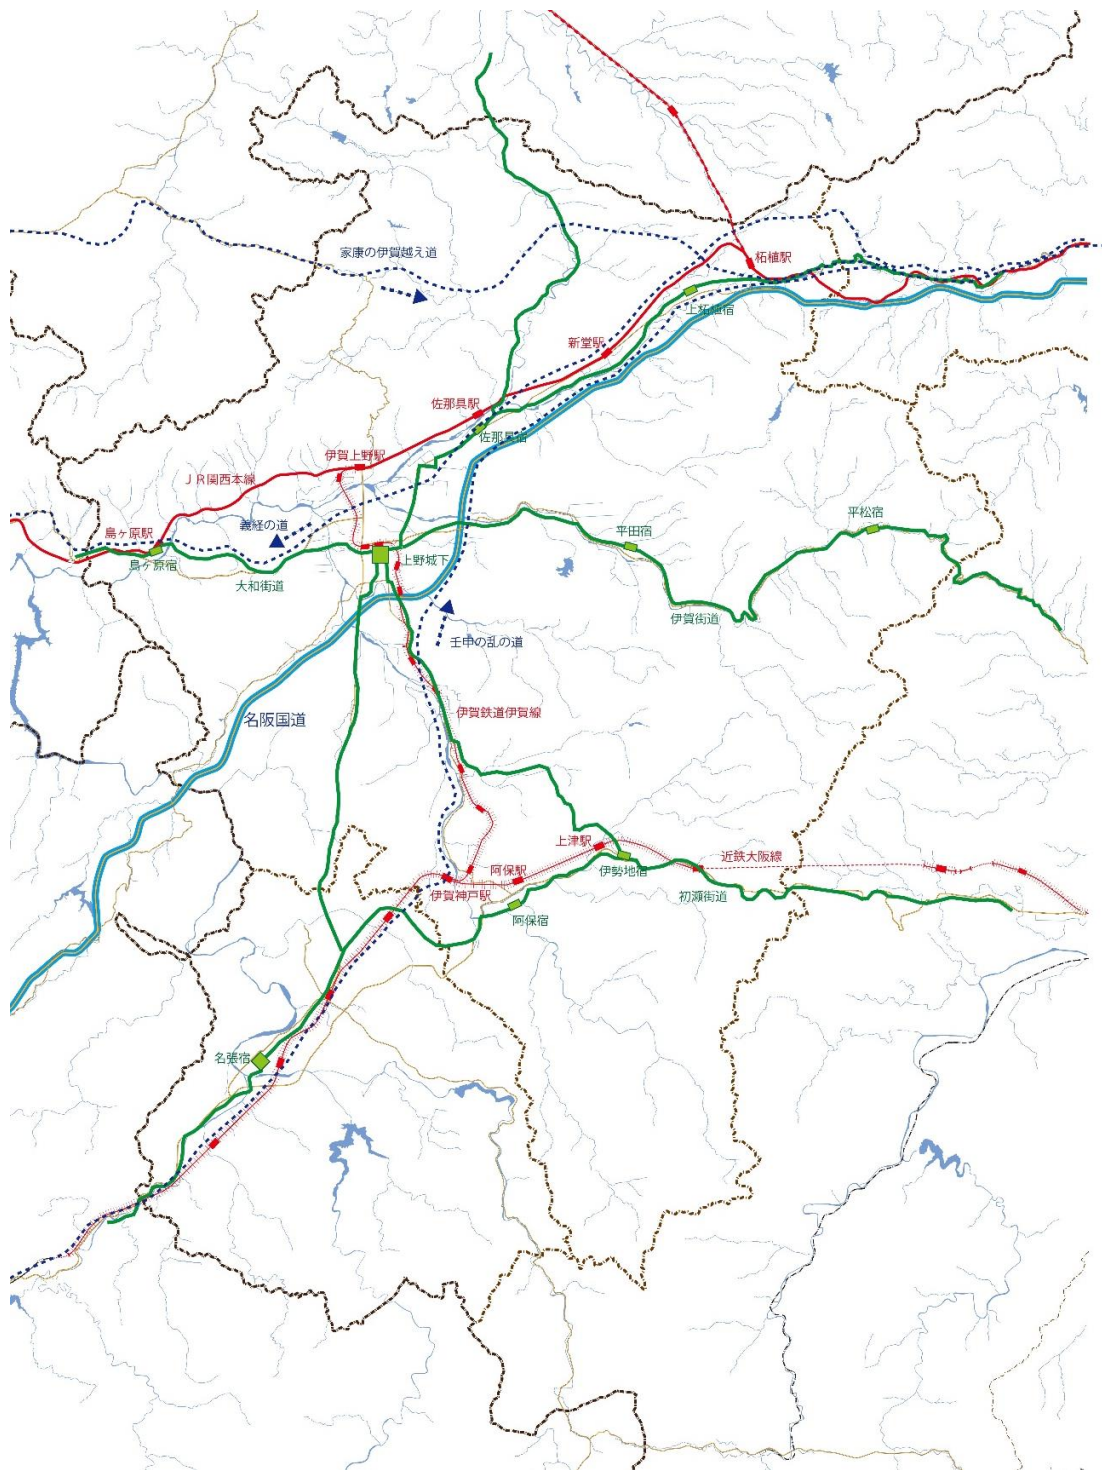 家康の伊賀越え道
柘植駅
上柘植宿
新堂駅
佐那具駅
佐那具宿
伊賀上野駅
JR関西本線
平松宿
義経の道
島ヶ原駅
平田宿
島ヶ原宿
上野城下
大和街道
伊賀街道
壬申の乱の道
伊賀鉄道伊賀線
名阪国道
上津駅
近鉄大阪線
阿保駅
伊勢地宿
伊賀神戸駅
初瀬街道
阿保宿
名張宿